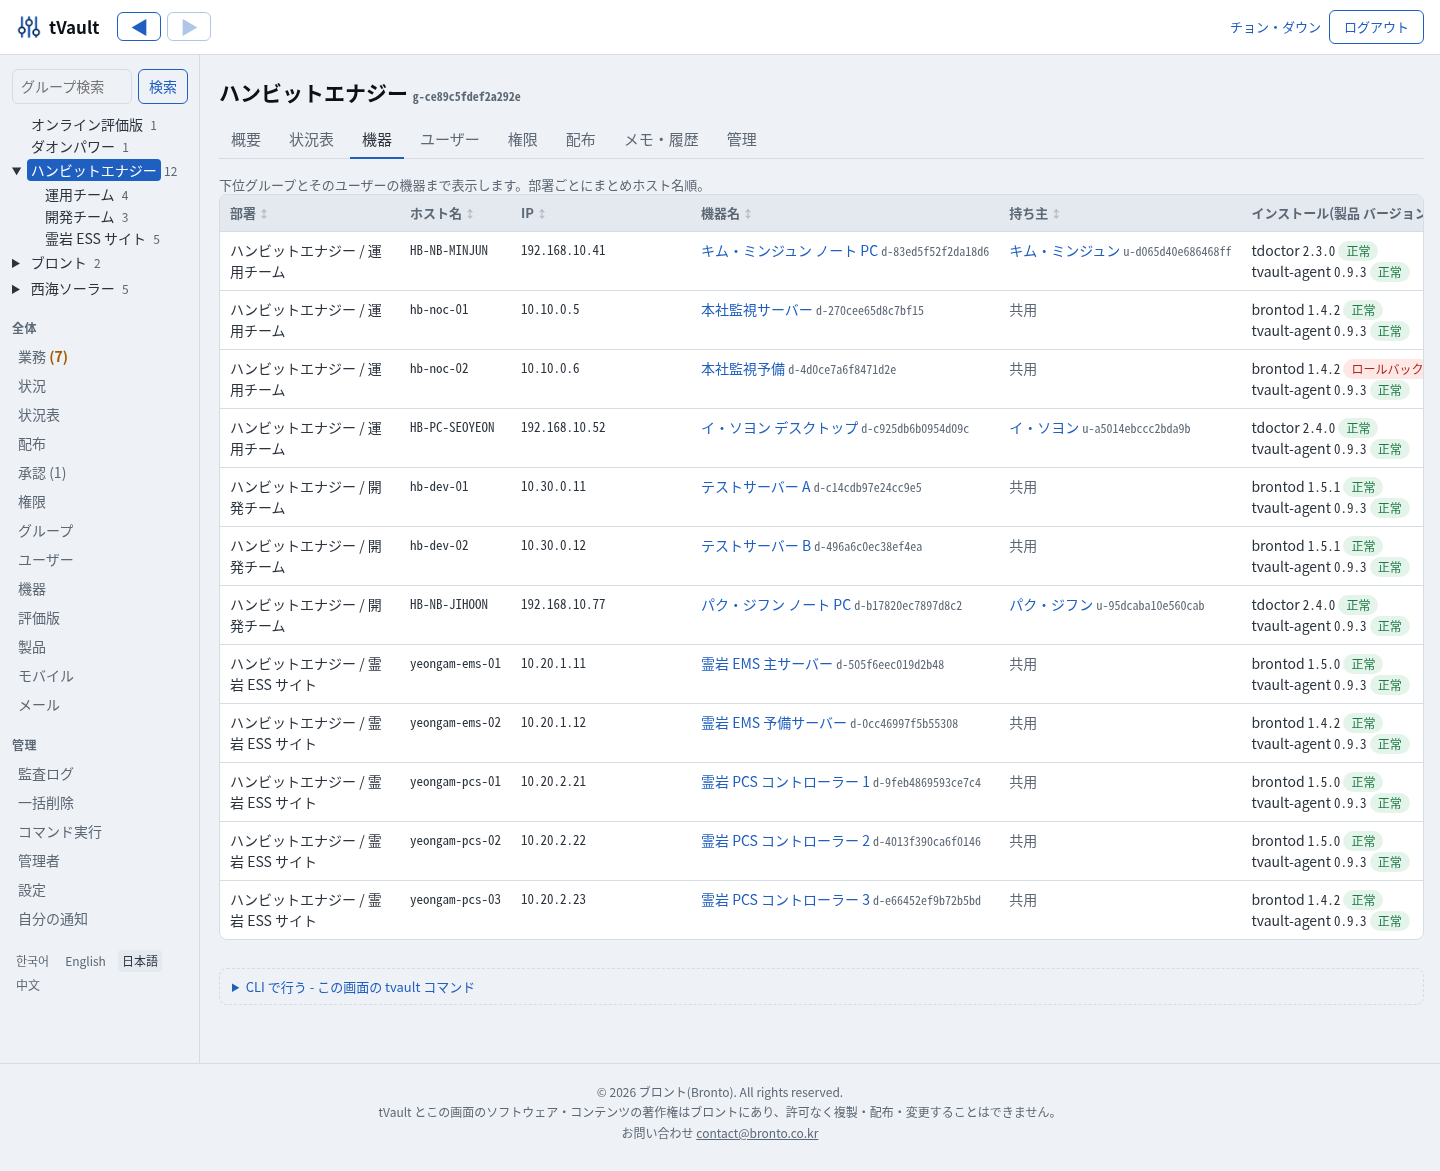 tVault ◀ ▶ チョン・ダウン ログアウト
グループ検索 検索
オンライン評価版 1
ダオンパワー 1
▼ ハンビットエナジー 12
運用チーム 4
開発チーム 3
霊岩 ESS サイト 5
▶ ブロント 2
▶ 西海ソーラー 5
全体
業務 (7)
状況
状況表
配布
承認 (1)
権限
グループ
ユーザー
機器
評価版
製品
モバイル
メール
管理
監査ログ
一括削除
コマンド実行
管理者
設定
自分の通知
한국어 English 日本語
中文
ハンビットエナジー g-ce89c5fdef2a292e
概要 状況表 機器 ユーザー 権限 配布 メモ・履歴 管理
下位グループとそのユーザーの機器まで表示します。部署ごとにまとめホスト名順。
部署 ↕ ホスト名 ↕ IP ↕ 機器名 ↕ 持ち主 ↕ インストール(製品 バージョン
ハンビットエナジー / 運 HB-NB-MINJUN 192.168.10.41 キム・ミンジュン ノート PC d-83ed5f52f2da18d6 キム・ミンジュン u-d065d40e686468ff tdoctor 2.3.0 正常
用チーム tvault-agent 0.9.3 正常
ハンビットエナジー / 運 hb-noc-01 10.10.0.5 本社監視サーバー d-270cee65d8c7bf15 共用 brontod 1.4.2 正常
用チーム tvault-agent 0.9.3 正常
ハンビットエナジー / 運 hb-noc-02 10.10.0.6 本社監視予備 d-4d0ce7a6f8471d2e 共用 brontod 1.4.2 ロールバック
用チーム tvault-agent 0.9.3 正常
ハンビットエナジー / 運 HB-PC-SEOYEON 192.168.10.52 イ・ソヨン デスクトップ d-c925db6b0954d09c イ・ソヨン u-a5014ebccc2bda9b tdoctor 2.4.0 正常
用チーム tvault-agent 0.9.3 正常
ハンビットエナジー / 開 hb-dev-01 10.30.0.11 テストサーバー A d-c14cdb97e24cc9e5 共用 brontod 1.5.1 正常
発チーム tvault-agent 0.9.3 正常
ハンビットエナジー / 開 hb-dev-02 10.30.0.12 テストサーバー B d-496a6c0ec38ef4ea 共用 brontod 1.5.1 正常
発チーム tvault-agent 0.9.3 正常
ハンビットエナジー / 開 HB-NB-JIHOON 192.168.10.77 パク・ジフン ノート PC d-b17820ec7897d8c2 パク・ジフン u-95dcaba10e560cab tdoctor 2.4.0 正常
発チーム tvault-agent 0.9.3 正常
ハンビットエナジー / 霊 yeongam-ems-01 10.20.1.11 霊岩 EMS 主サーバー d-505f6eec019d2b48 共用 brontod 1.5.0 正常
岩 ESS サイト tvault-agent 0.9.3 正常
ハンビットエナジー / 霊 yeongam-ems-02 10.20.1.12 霊岩 EMS 予備サーバー d-0cc46997f5b55308 共用 brontod 1.4.2 正常
岩 ESS サイト tvault-agent 0.9.3 正常
ハンビットエナジー / 霊 yeongam-pcs-01 10.20.2.21 霊岩 PCS コントローラー 1 d-9feb4869593ce7c4 共用 brontod 1.5.0 正常
岩 ESS サイト tvault-agent 0.9.3 正常
ハンビットエナジー / 霊 yeongam-pcs-02 10.20.2.22 霊岩 PCS コントローラー 2 d-4013f390ca6f0146 共用 brontod 1.5.0 正常
岩 ESS サイト tvault-agent 0.9.3 正常
ハンビットエナジー / 霊 yeongam-pcs-03 10.20.2.23 霊岩 PCS コントローラー 3 d-e66452ef9b72b5bd 共用 brontod 1.4.2 正常
岩 ESS サイト tvault-agent 0.9.3 正常
▶ CLI で行う - この画面の tvault コマンド
© 2026 ブロント(Bronto). All rights reserved.
tVault とこの画面のソフトウェア・コンテンツの著作権はブロントにあり、許可なく複製・配布・変更することはできません。
お問い合わせ contact@bronto.co.kr